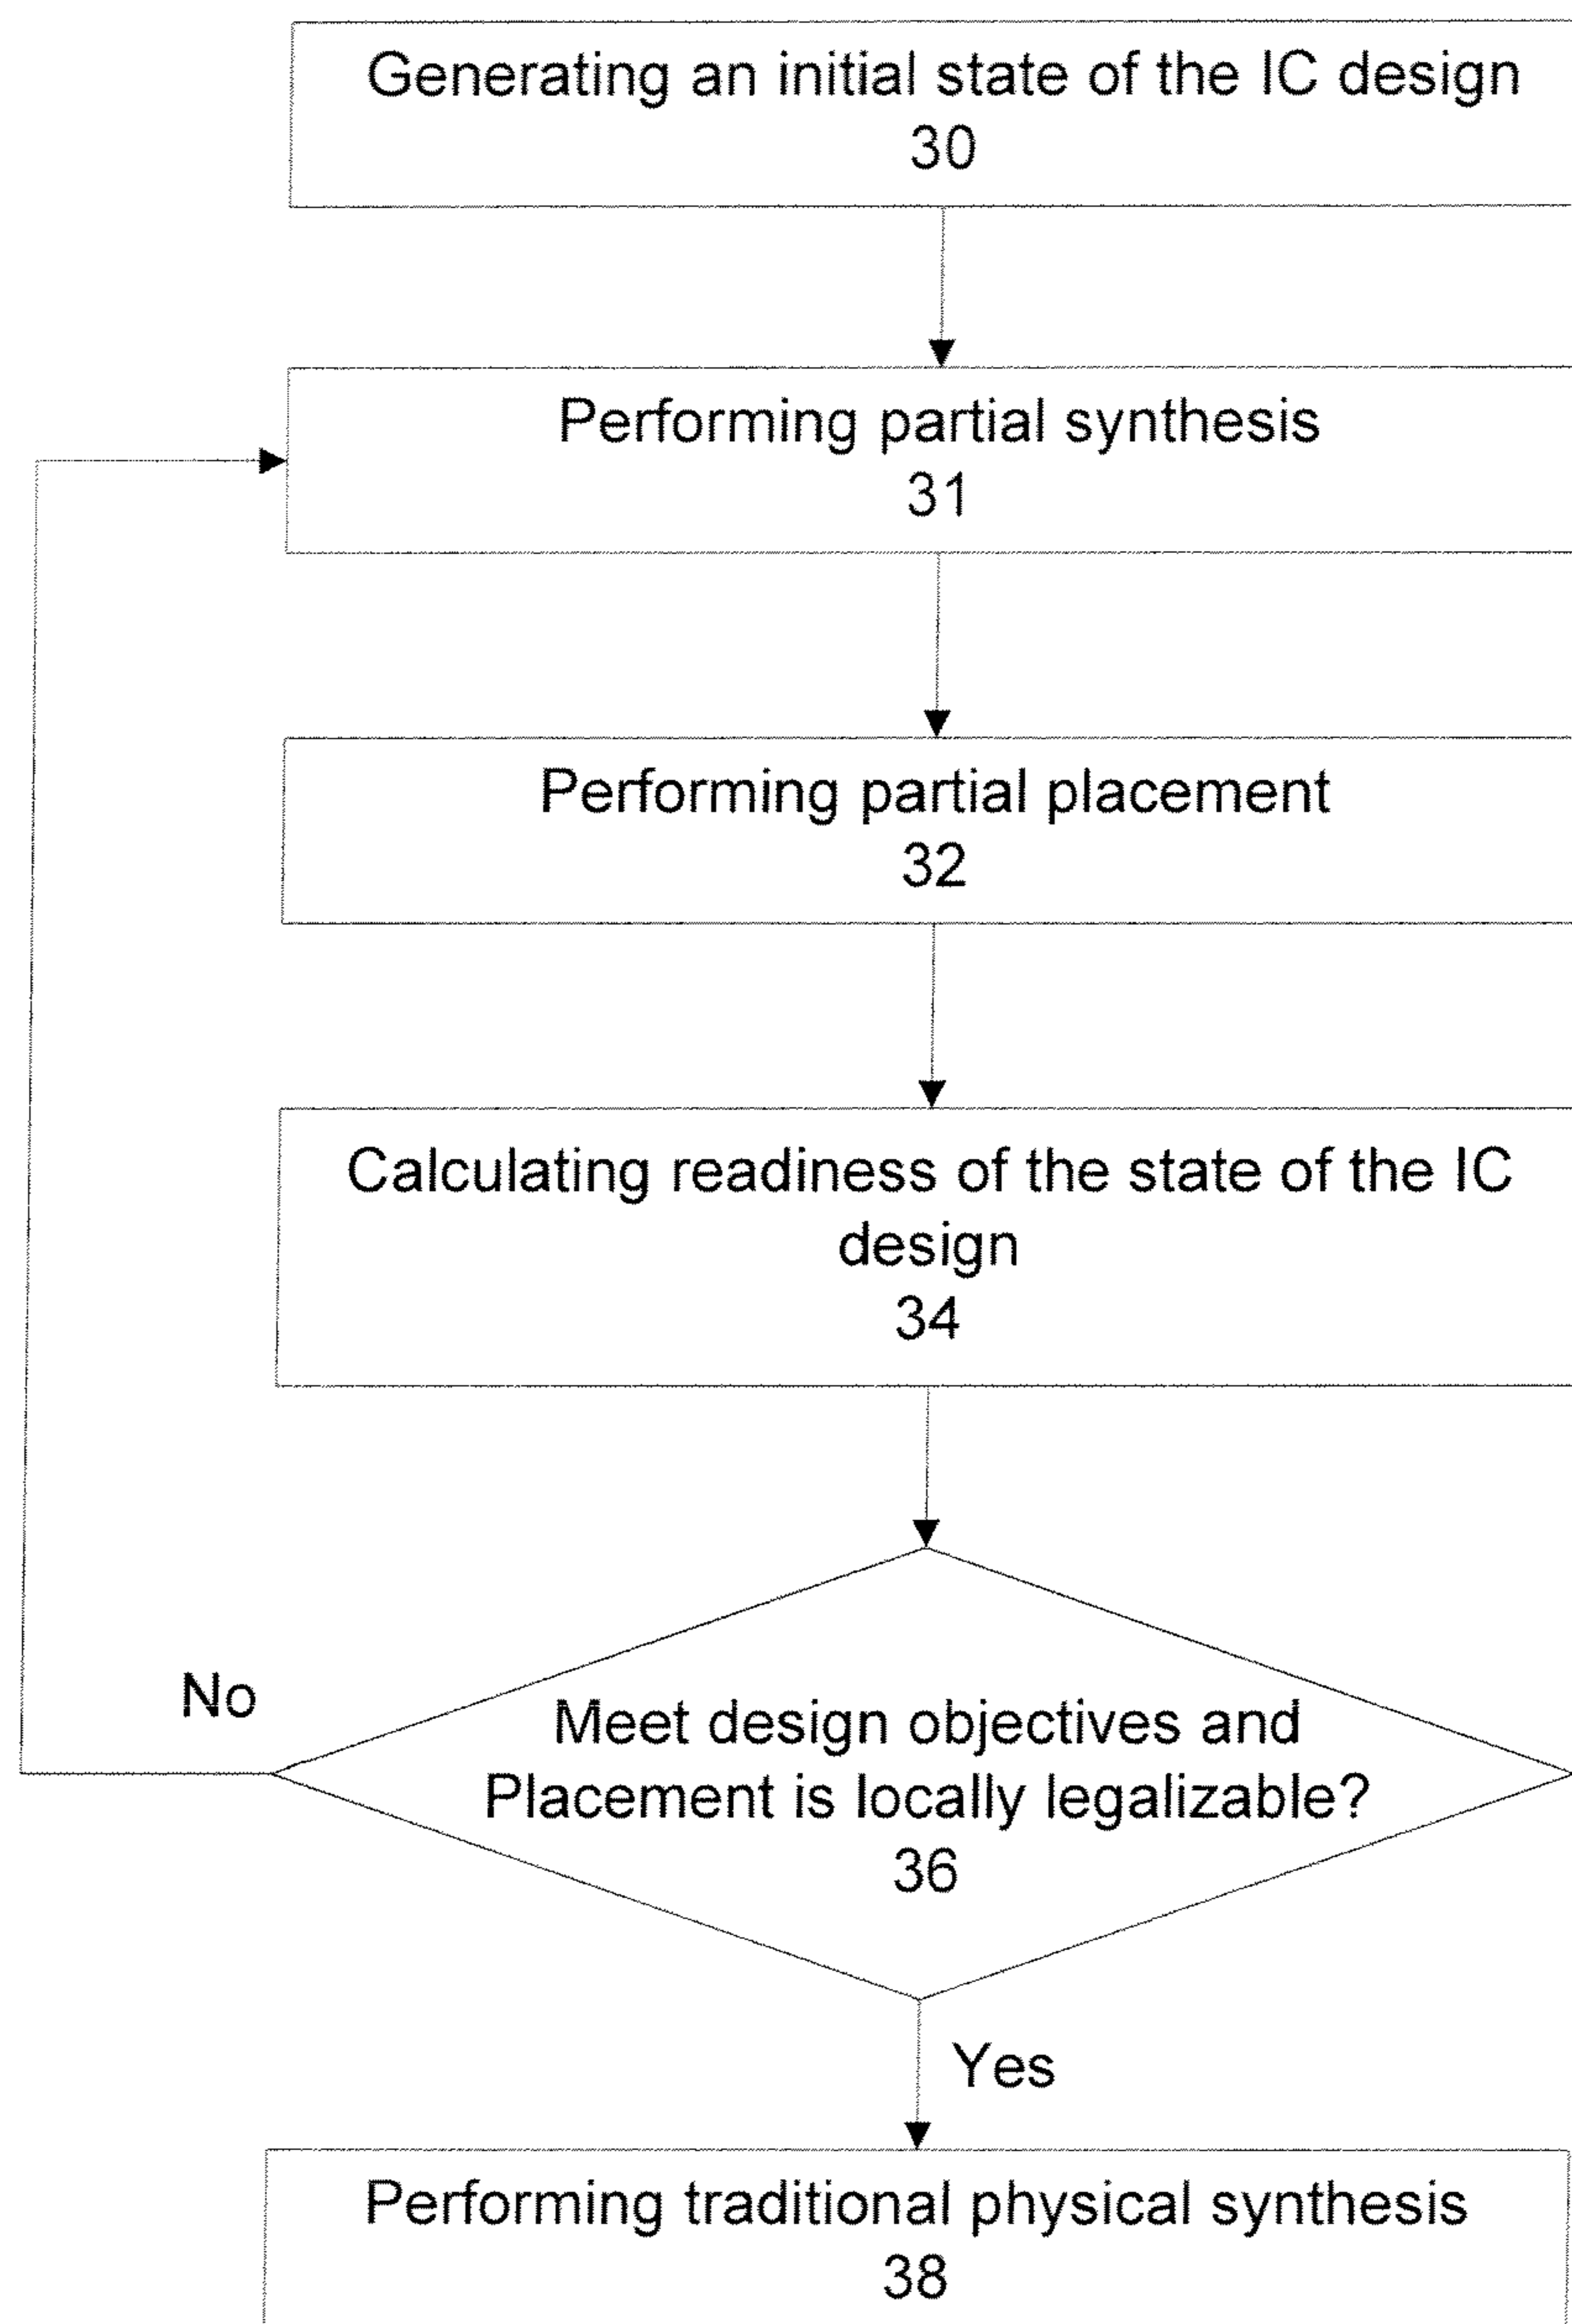 Generating an initial state of the IC design
30
Performing partial synthesis
31
Performing partial placement
32
Calculating readiness of the state of the IC
design
34
No
Meet design objectives and
Placement is locally legalizable?
36
Yes
Performing traditional physical synthesis
38